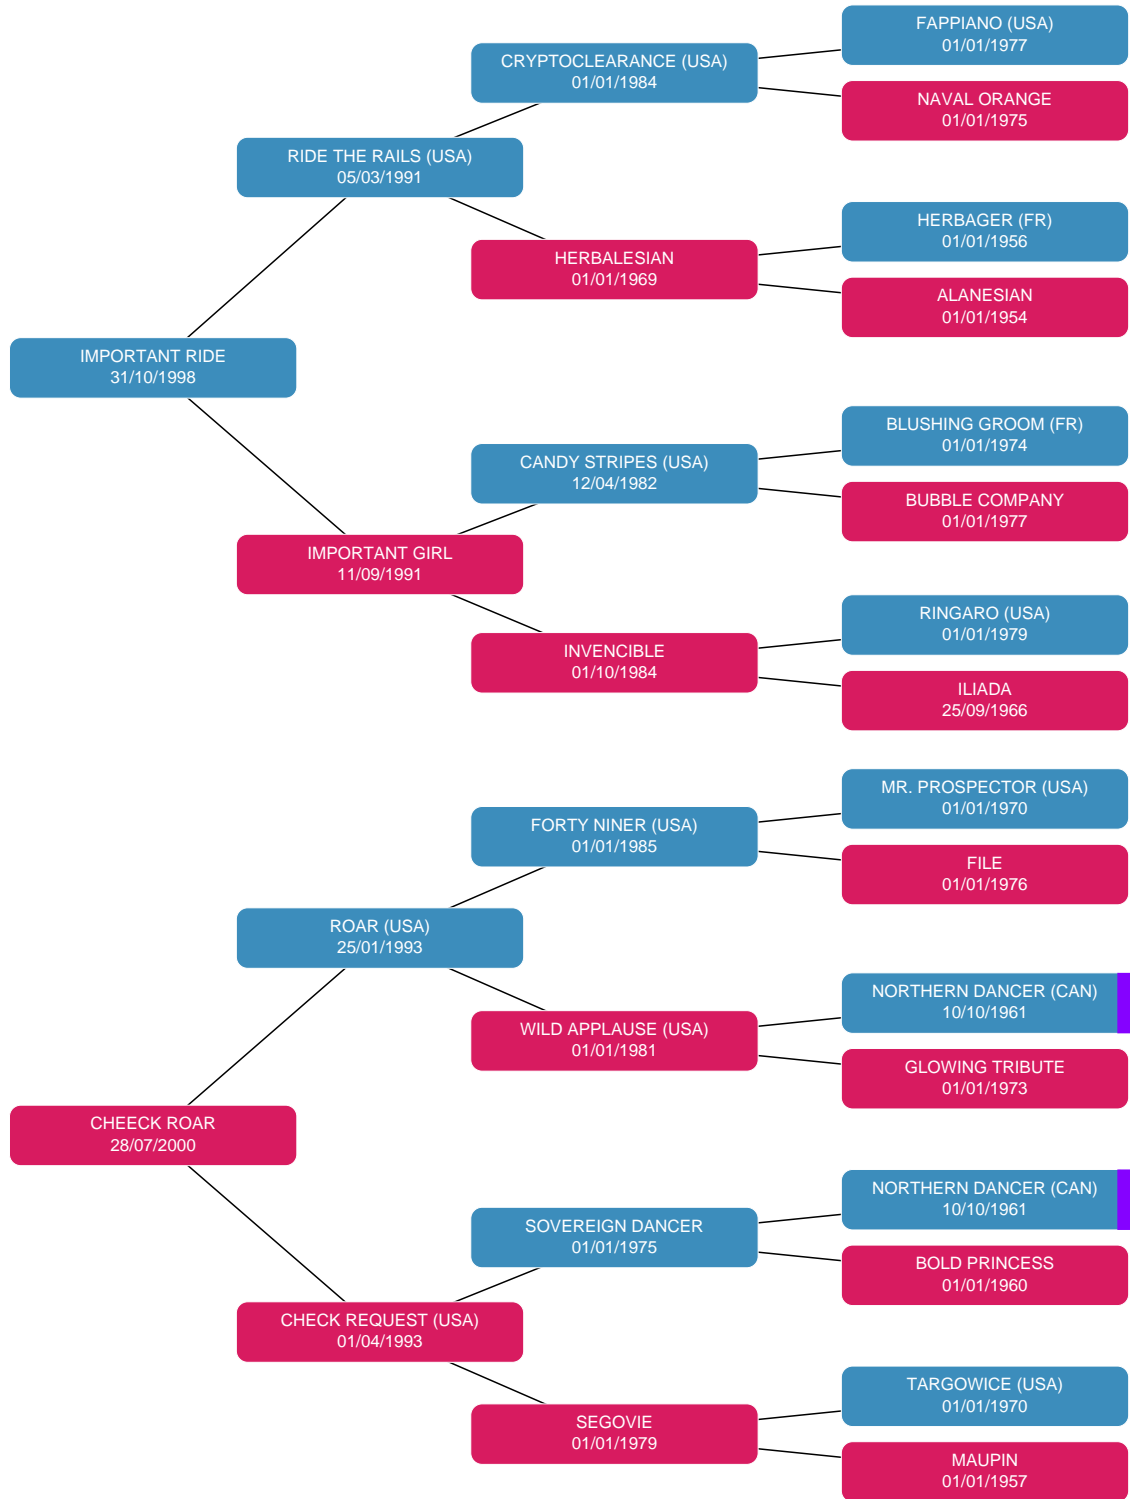 FAPPIANO (USA)
01/01/1977
CRYPTOCLEARANCE (USA)
01/01/1984
NAVAL ORANGE
01/01/1975
RIDE THE RAILS (USA)
05/03/1991
HERBAGER (FR)
01/01/1956
HERBALESIAN
01/01/1969
ALANESIAN
01/01/1954
IMPORTANT RIDE
31/10/1998
BLUSHING GROOM (FR)
01/01/1974
CANDY STRIPES (USA)
12/04/1982
BUBBLE COMPANY
01/01/1977
IMPORTANT GIRL
11/09/1991
RINGARO (USA)
01/01/1979
INVENCIBLE
01/10/1984
ILIADA
25/09/1966
MR. PROSPECTOR (USA)
01/01/1970
FORTY NINER (USA)
01/01/1985
FILE
01/01/1976
ROAR (USA)
25/01/1993
NORTHERN DANCER (CAN)
10/10/1961
WILD APPLAUSE (USA)
01/01/1981
GLOWING TRIBUTE
01/01/1973
CHEECK ROAR
28/07/2000
NORTHERN DANCER (CAN)
10/10/1961
SOVEREIGN DANCER
01/01/1975
BOLD PRINCESS
01/01/1960
CHECK REQUEST (USA)
01/04/1993
TARGOWICE (USA)
01/01/1970
SEGOVIE
01/01/1979
MAUPIN
01/01/1957